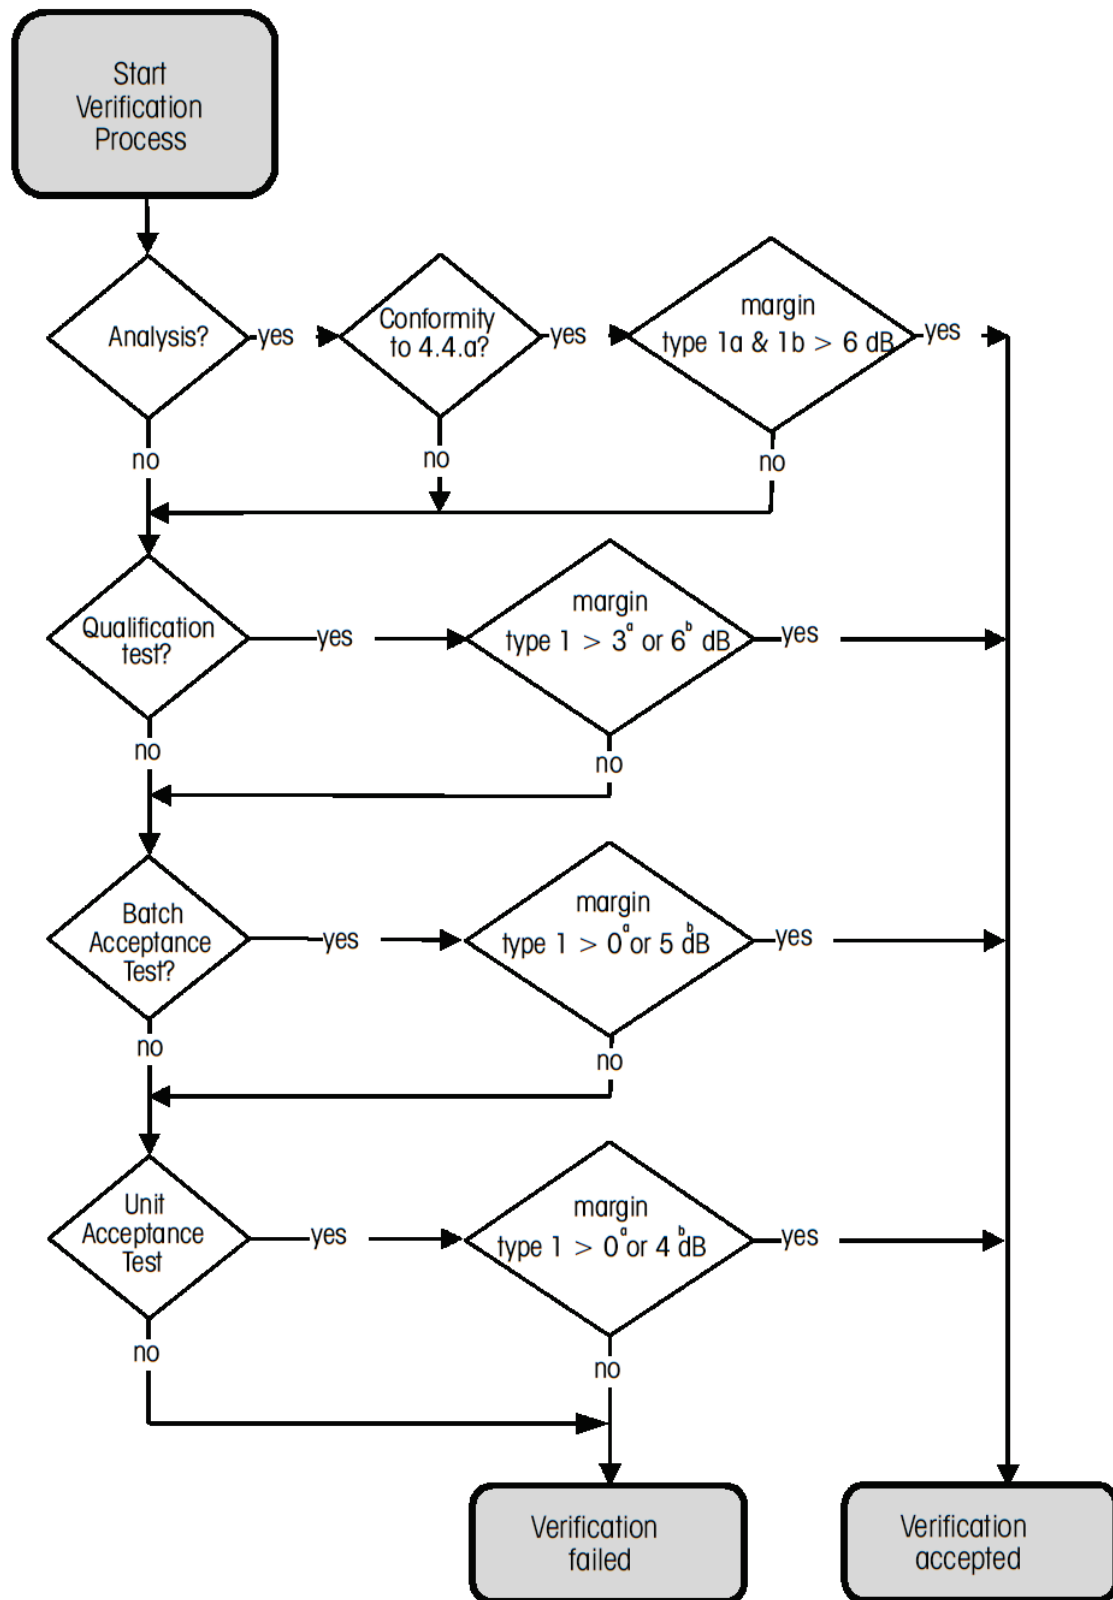 Start
Verification
Process
Analysis?
yes
Conformity
to 4.4.a?
yes
margin
type 1a & 1b > 6 dB
yes
no
no
no
Qualification
test?
yes
margin
type 1 > 3a or 6b dB
yes
no
no
Batch
Acceptance
Test?
yes
margin
type 1 > 0a or 5 bdB
yes
no
no
Unit
Acceptance
Test
yes
margin
type 1 > 0a or 4 bdB
yes
no
no
Verification
failed
Verification
accepted